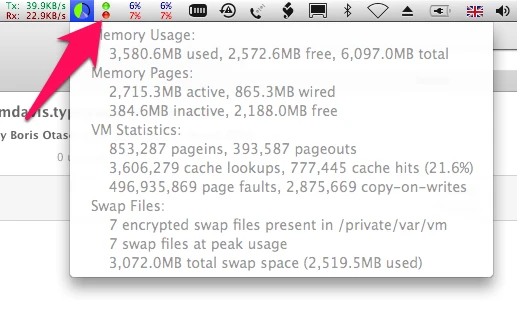 Tx: 39.9KB/s 6% 6%
Rx: 22.9KB/s 7% 7%
Memory Usage:
3,580.6MB used, 2,572.6MB free, 6,097.0MB total
Memory Pages:
2,715.3MB active, 865.3MB wired
384.6MB inactive, 2,188.0MB free
VM Statistics:
853,287 pageins, 393,587 pageouts
3,606,279 cache lookups, 777,445 cache hits (21.6%)
496,935,869 page faults, 2,875,669 copy-on-writes
Swap Files:
7 encrypted swap files present in /private/var/vm
7 swap files at peak usage
3,072.0MB total swap space (2,519.5MB used)
mdavis.typ
y Boris Otas
0